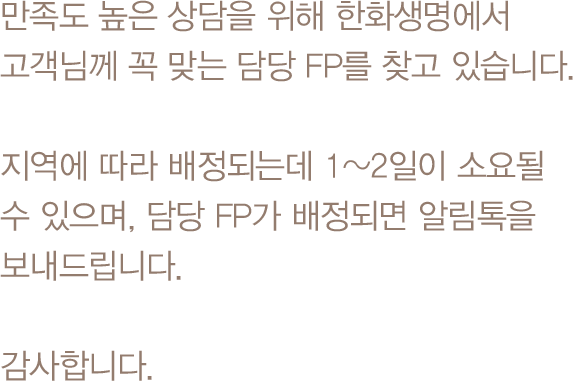 만족도 높은 상담을 위해 한화생명에서
고객님께 꼭 맞는 담당 FP를 찾고 있습니다.
지역에 따라 배정되는데 1~2일이 소요될
수 있으며, 담당 FP가 배정되면 알림톡을
보내드립니다.
감사합니다.